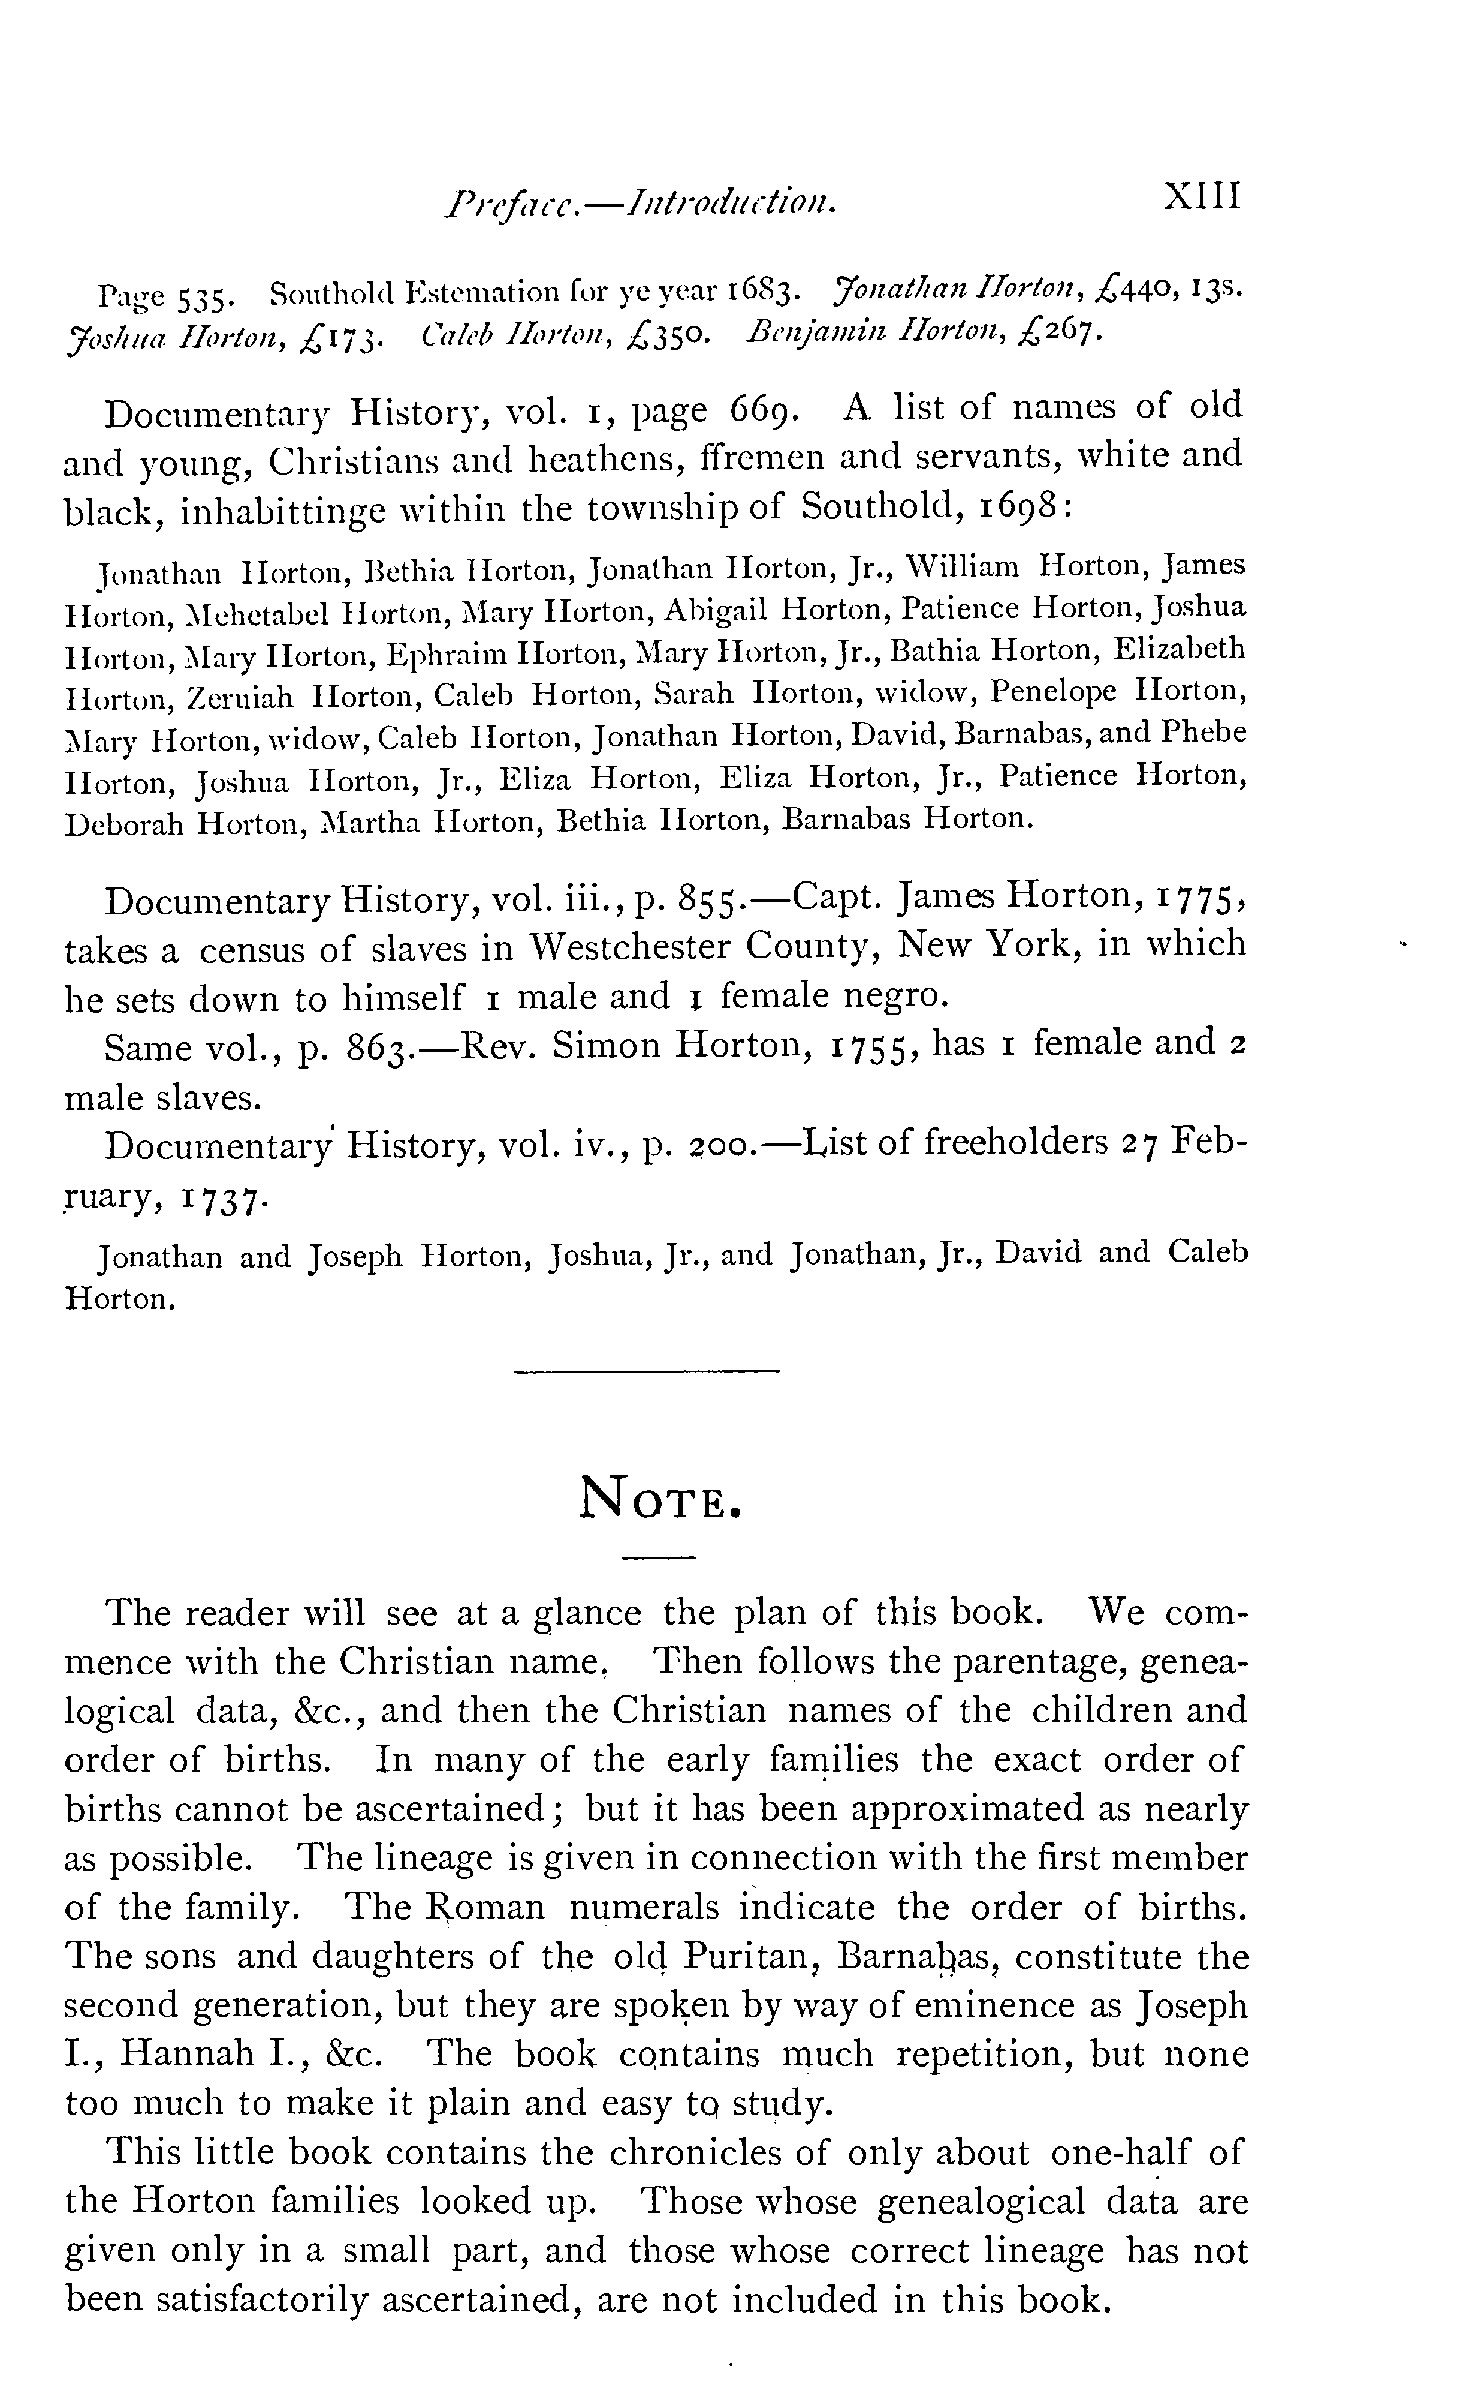 Preface.—Introduction. XIII
Page 535. Southold Estemation for ye year 1683. Jonathan Horton, £440, 13s.
Joshua Horton, £173. Caleb Horton, £350. Benjamin Horton, £267.
Documentary History, vol. 1, page 669. A list of names of old
and young, Christians and heathens, ffremen and servants, white and
black, inhabittinge within the township of Southold, 1698:
Jonathan Horton, Bethia Horton, Jonathan Horton, Jr., William Horton, James
Horton, Mehetabel Horton, Mary Horton, Abigail Horton, Patience Horton, Joshua
Horton, Mary Horton, Ephraim Horton, Mary Horton, Jr., Bathia Horton, Elizabeth
Horton, Zeruiah Horton, Caleb Horton, Sarah Horton, widow, Penelope Horton,
Mary Horton, widow, Caleb Horton, Jonathan Horton, David, Barnabas, and Phebe
Horton, Joshua Horton, Jr., Eliza Horton, Eliza Horton, Jr., Patience Horton,
Deborah Horton, Martha Horton, Bethia Horton, Barnabas Horton.
Documentary History, vol. iii., p. 855.—Capt. James Horton, 1775,
takes a census of slaves in Westchester County, New York, in which
he sets down to himself 1 male and 1 female negro.
Same vol., p. 863.—Rev. Simon Horton, 1755, has 1 female and 2
male slaves.
Documentary History, vol. iv., p. 200.—List of freeholders 27 Feb-
ruary, 1737.
Jonathan and Joseph Horton, Joshua, Jr., and Jonathan, Jr., David and Caleb
Horton.
NOTE.
The reader will see at a glance the plan of this book. We com-
mence with the Christian name. Then follows the parentage, genea-
logical data, &c., and then the Christian names of the children and
order of births. In many of the early families the exact order of
births cannot be ascertained; but it has been approximated as nearly
as possible. The lineage is given in connection with the first member
of the family. The Roman numerals indicate the order of births.
The sons and daughters of the old Puritan, Barnabas, constitute the
second generation, but they are spoken by way of eminence as Joseph
I., Hannah I., &c. The book contains much repetition, but none
too much to make it plain and easy to study.
This little book contains the chronicles of only about one-half of
the Horton families looked up. Those whose genealogical data are
given only in a small part, and those whose correct lineage has not
been satisfactorily ascertained, are not included in this book.